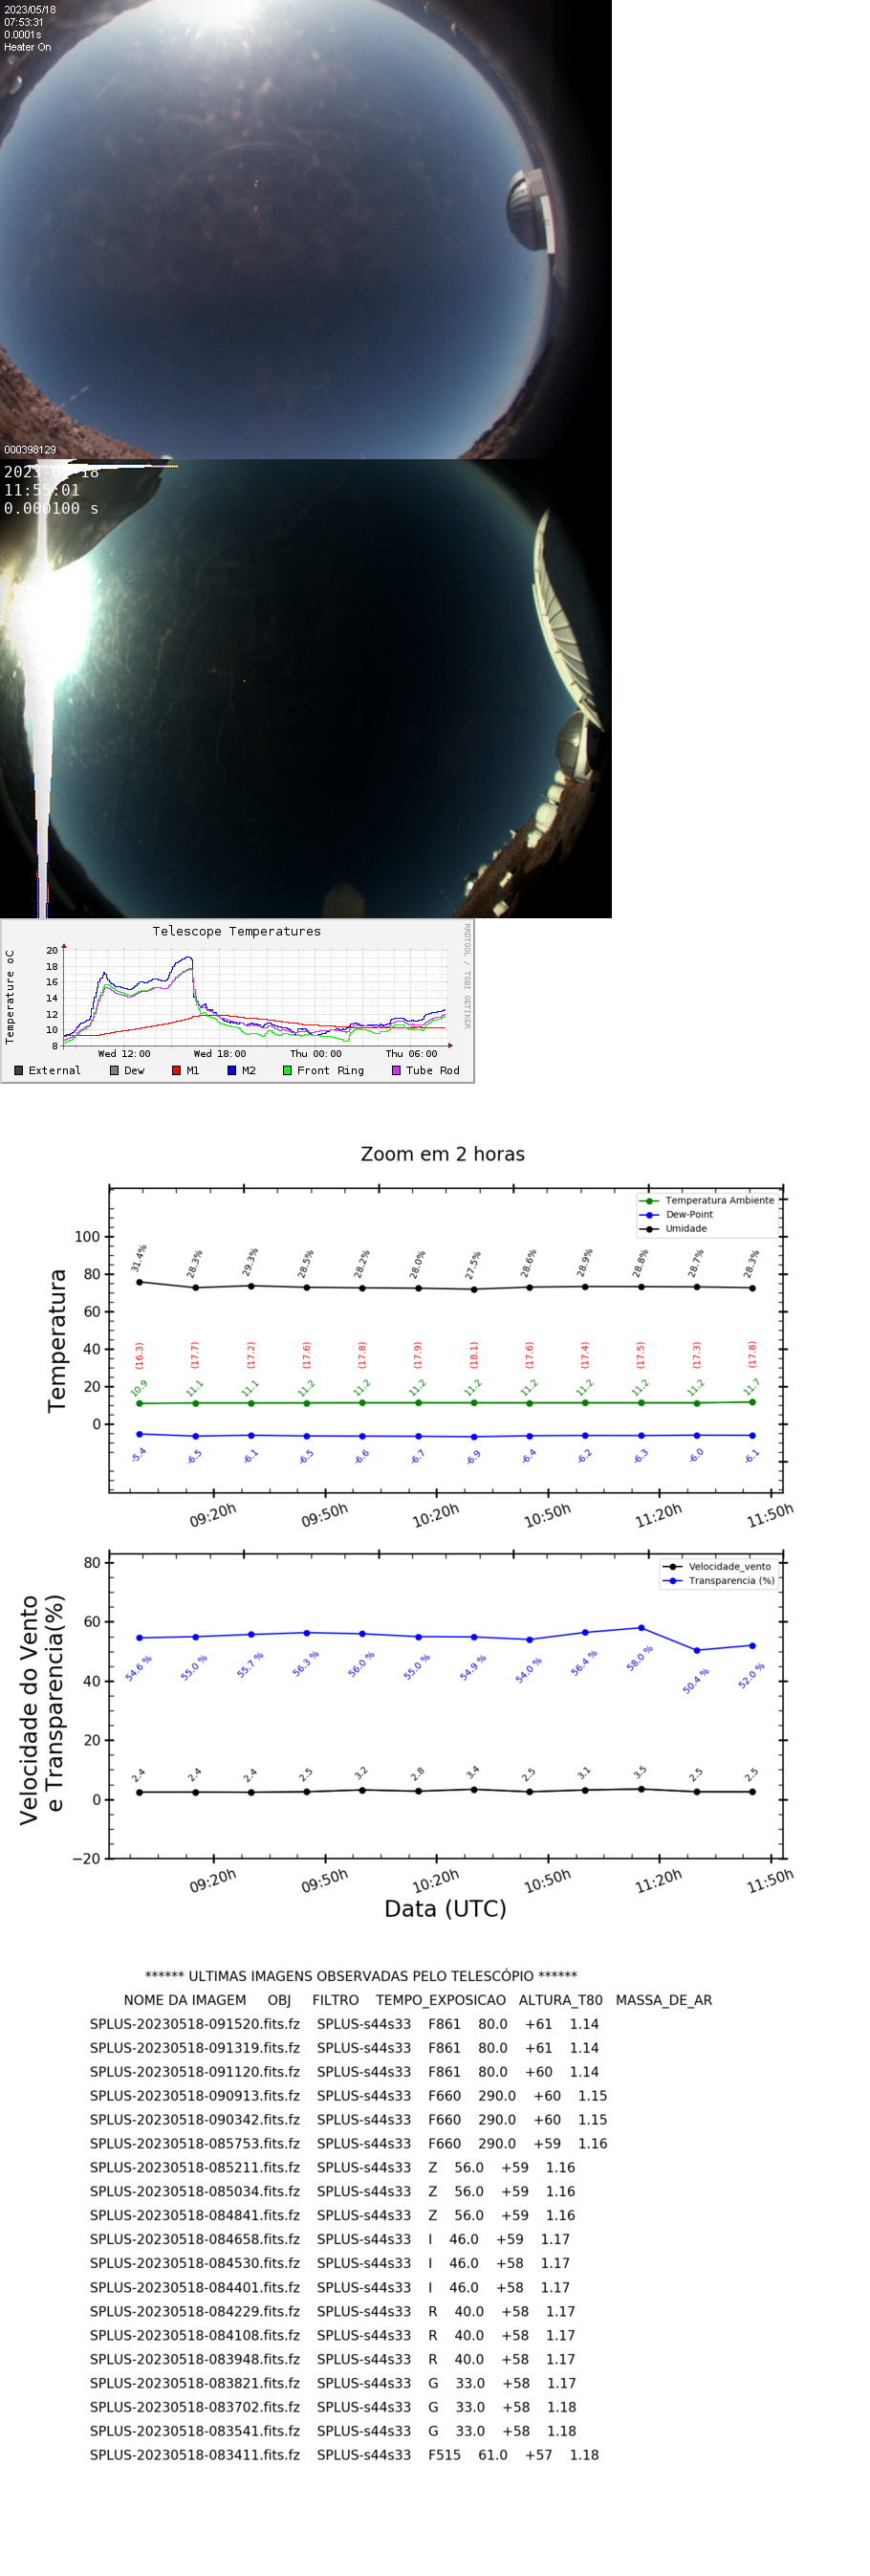 2023/05/18
07:53:31
0.0001s
Heater On
000398129
2023-05-18
11:55:01
0.000100 s
Telescope Temperatures
RRDTOOL / TOBI OETIKER
Temperature oC
20
18
16
14
12
10
8
Wed 12:00 Wed 18:00 Thu 00:00 Thu 06:00
External Dew M1 M2 Front Ring Tube Rod
Zoom em 2 horas
Temperatura Ambiente
Dew-Point
Umidade
Temperatura
100
80
60
40
20
0
31.4% 28.3% 29.3% 28.5% 28.2% 28.0% 27.5% 28.6% 28.9% 28.8% 28.7% 28.3%
(16.3) (17.7) (17.2) (17.6) (17.8) (17.9) (18.1) (17.6) (17.4) (17.5) (17.3) (17.8)
10.9 11.1 11.1 11.2 11.2 11.2 11.2 11.2 11.2 11.2 11.2 11.7
-5.4 -6.5 -6.1 -6.5 -6.6 -6.7 -6.9 -6.4 -6.2 -6.3 -6.0 -6.1
09:20h 09:50h 10:20h 10:50h 11:20h 11:50h
Velocidade_vento
Transparencia (%)
Velocidade do Vento
e Transparencia(%)
80
60
40
20
0
−20
54.6 % 55.0 % 55.7 % 56.3 % 56.0 % 55.0 % 54.9 % 54.0 % 56.4 % 58.0 % 50.4 % 52.0 %
2.4 2.4 2.4 2.5 3.2 2.8 3.4 2.5 3.1 3.5 2.5 2.5
09:20h 09:50h 10:20h 10:50h 11:20h 11:50h
Data (UTC)
****** ULTIMAS IMAGENS OBSERVADAS PELO TELESCÓPIO ******
NOME DA IMAGEM OBJ FILTRO TEMPO_EXPOSICAO ALTURA_T80 MASSA_DE_AR
SPLUS-20230518-091520.fits.fz SPLUS-s44s33 F861 80.0 +61 1.14
SPLUS-20230518-091319.fits.fz SPLUS-s44s33 F861 80.0 +61 1.14
SPLUS-20230518-091120.fits.fz SPLUS-s44s33 F861 80.0 +60 1.14
SPLUS-20230518-090913.fits.fz SPLUS-s44s33 F660 290.0 +60 1.15
SPLUS-20230518-090342.fits.fz SPLUS-s44s33 F660 290.0 +60 1.15
SPLUS-20230518-085753.fits.fz SPLUS-s44s33 F660 290.0 +59 1.16
SPLUS-20230518-085211.fits.fz SPLUS-s44s33 Z 56.0 +59 1.16
SPLUS-20230518-085034.fits.fz SPLUS-s44s33 Z 56.0 +59 1.16
SPLUS-20230518-084841.fits.fz SPLUS-s44s33 Z 56.0 +59 1.16
SPLUS-20230518-084658.fits.fz SPLUS-s44s33 I 46.0 +59 1.17
SPLUS-20230518-084530.fits.fz SPLUS-s44s33 I 46.0 +58 1.17
SPLUS-20230518-084401.fits.fz SPLUS-s44s33 I 46.0 +58 1.17
SPLUS-20230518-084229.fits.fz SPLUS-s44s33 R 40.0 +58 1.17
SPLUS-20230518-084108.fits.fz SPLUS-s44s33 R 40.0 +58 1.17
SPLUS-20230518-083948.fits.fz SPLUS-s44s33 R 40.0 +58 1.17
SPLUS-20230518-083821.fits.fz SPLUS-s44s33 G 33.0 +58 1.17
SPLUS-20230518-083702.fits.fz SPLUS-s44s33 G 33.0 +58 1.18
SPLUS-20230518-083541.fits.fz SPLUS-s44s33 G 33.0 +58 1.18
SPLUS-20230518-083411.fits.fz SPLUS-s44s33 F515 61.0 +57 1.18